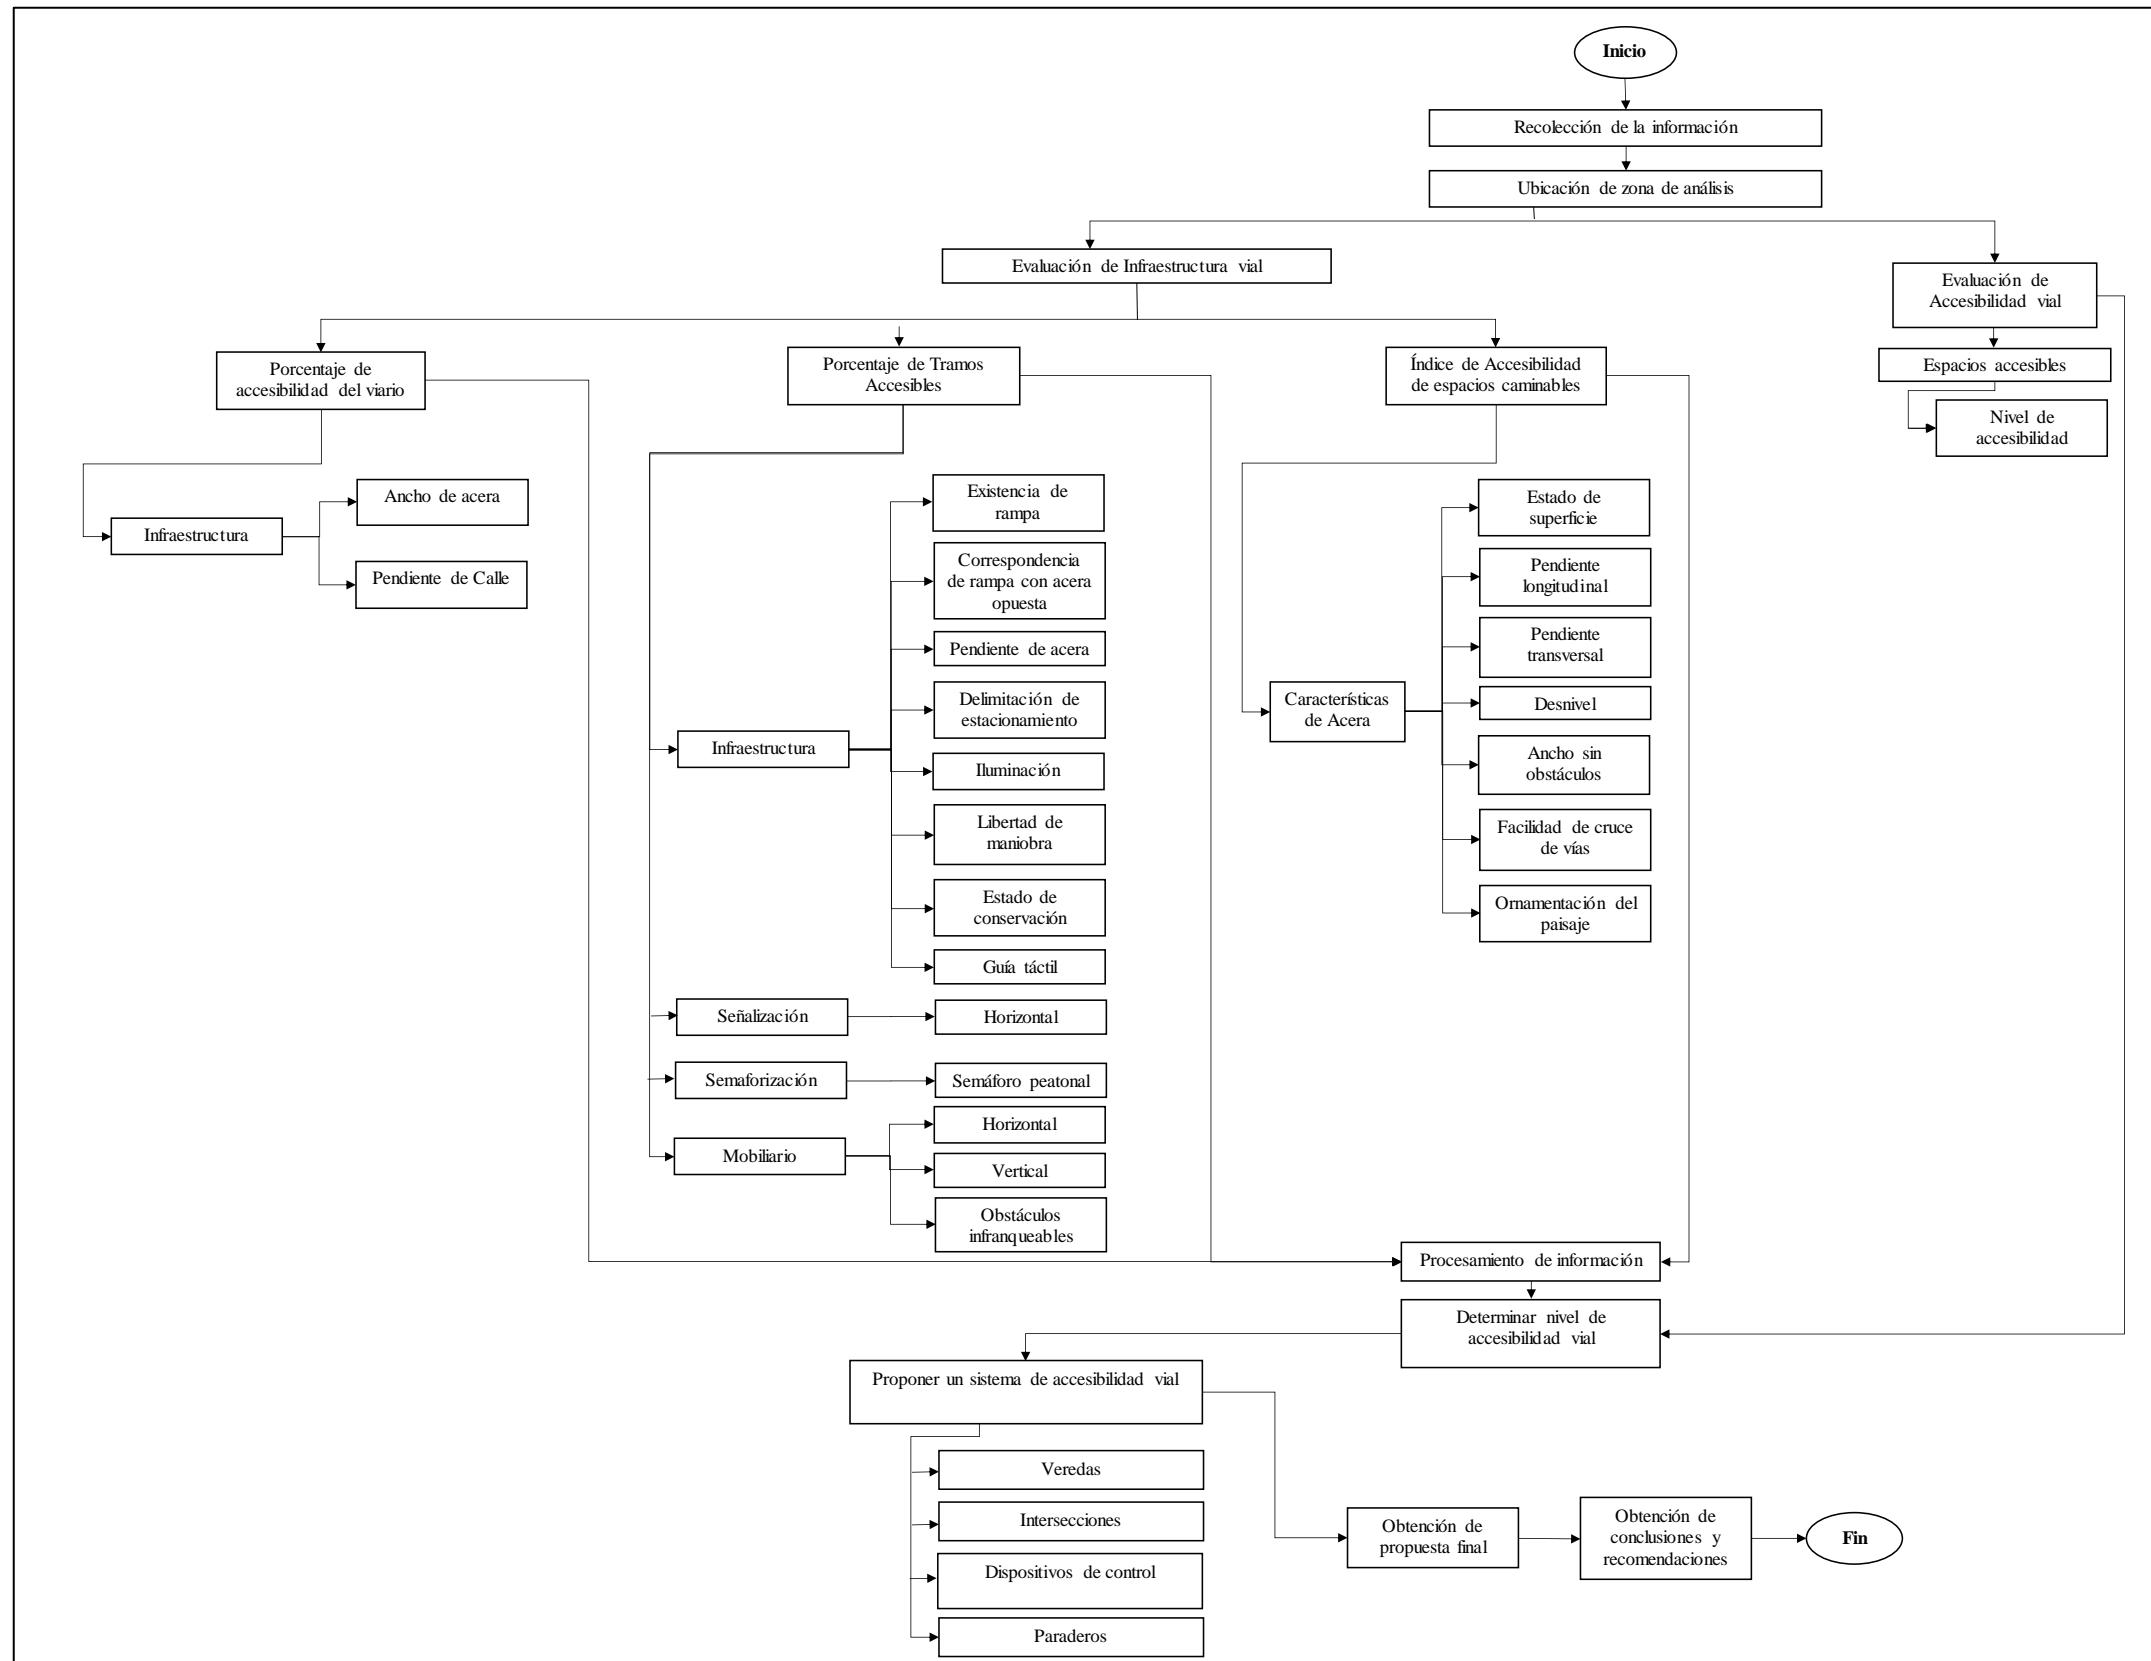 Inicio
Recolección de la información
Ubicación de zona de análisis
Evaluación de Infraestructura vial
Evaluación de
Accesibilidad vial
Porcentaje de
accesibilidad del viario
Porcentaje de Tramos
Accesibles
Índice de Accesibilidad
de espacios caminables
Espacios accesibles
Nivel de
accesibilidad
Infraestructura
Ancho de acera
Pendiente de Calle
Infraestructura
Existencia de
rampa
Correspondencia
de rampa con acera
opuesta
Pendiente de acera
Delimitación de
estacionamiento
Iluminación
Libertad de
maniobra
Estado de
conservación
Guía táctil
Señalización
Horizontal
Semaforización
Semáforo peatonal
Mobiliario
Horizontal
Vertical
Obstáculos
infranqueables
Características
de Acera
Estado de
superficie
Pendiente
longitudinal
Pendiente
transversal
Desnivel
Ancho sin
obstáculos
Facilidad de cruce
de vías
Ornamentación del
paisaje
Procesamiento de información
Determinar nivel de
accesibilidad vial
Proponer un sistema de accesibilidad vial
Veredas
Intersecciones
Dispositivos de control
Paraderos
Obtención de
propuesta final
Obtención de
conclusiones y
recomendaciones
Fin